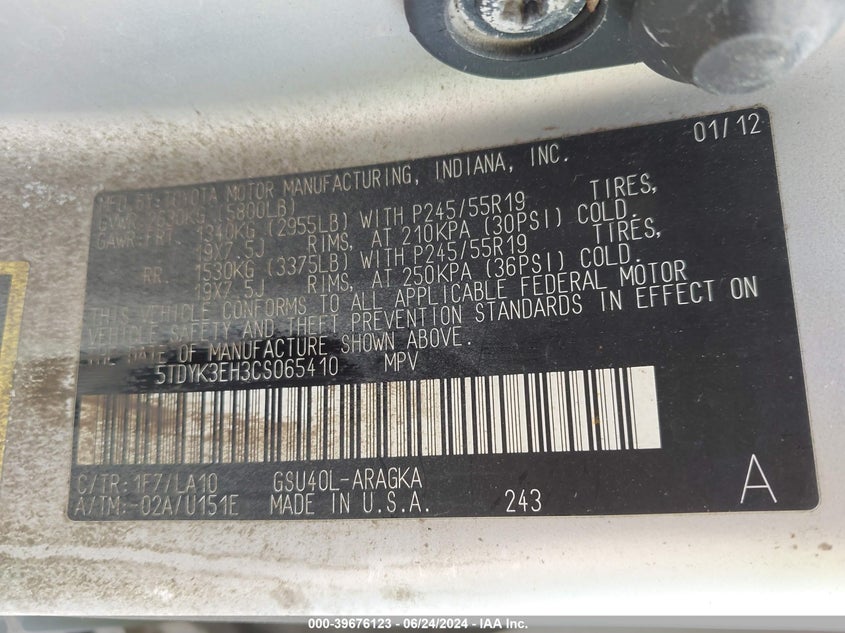 01/12
MFD BY: TOYOTA MOTOR MANUFACTURING, INDIANA, INC.
GVWR: 2630KG (5800LB)
GAWR:FRT. 1340KG (2955LB) WITH P245/55R19 TIRES,
19X7.5J RIMS, AT 210KPA (30PSI) COLD.
RR. 1530KG (3375LB) WITH P245/55R19 TIRES,
19X7.5J RIMS, AT 250KPA (36PSI) COLD.
THIS VEHICLE CONFORMS TO ALL APPLICABLE FEDERAL MOTOR
VEHICLE SAFETY AND THEFT PREVENTION STANDARDS IN EFFECT ON
THE DATE OF MANUFACTURE SHOWN ABOVE.
5TDYK3EH3CS065410 MPV
C/TR: 1F7/LA10 GSU40L-ARAGKA
A/TM:-02A/U151E MADE IN U.S.A. 243 A
000-39676123 / 06/24/2024 - IAA Inc.